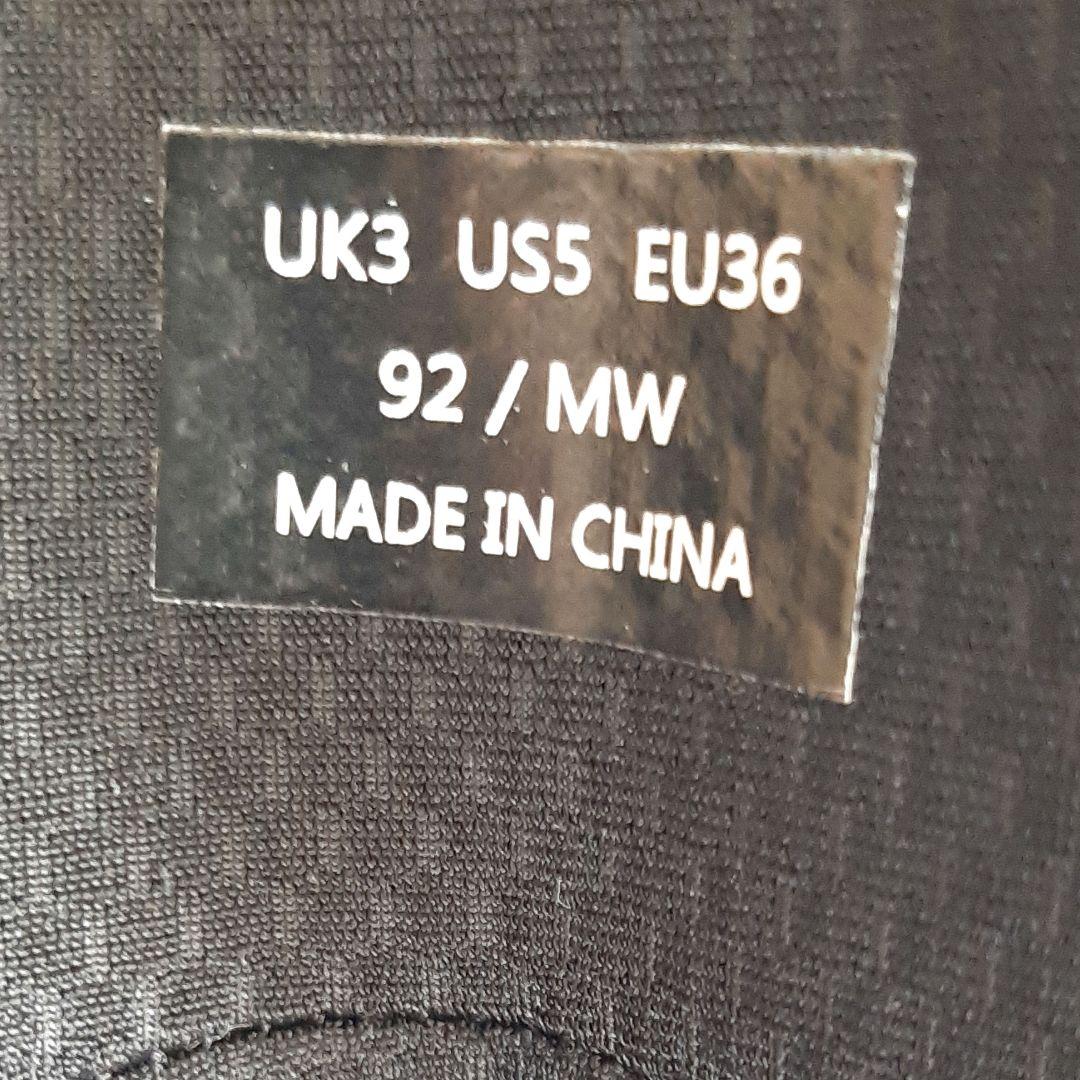 UK3 US5 EU36
92 / MW
MADE IN CHINA